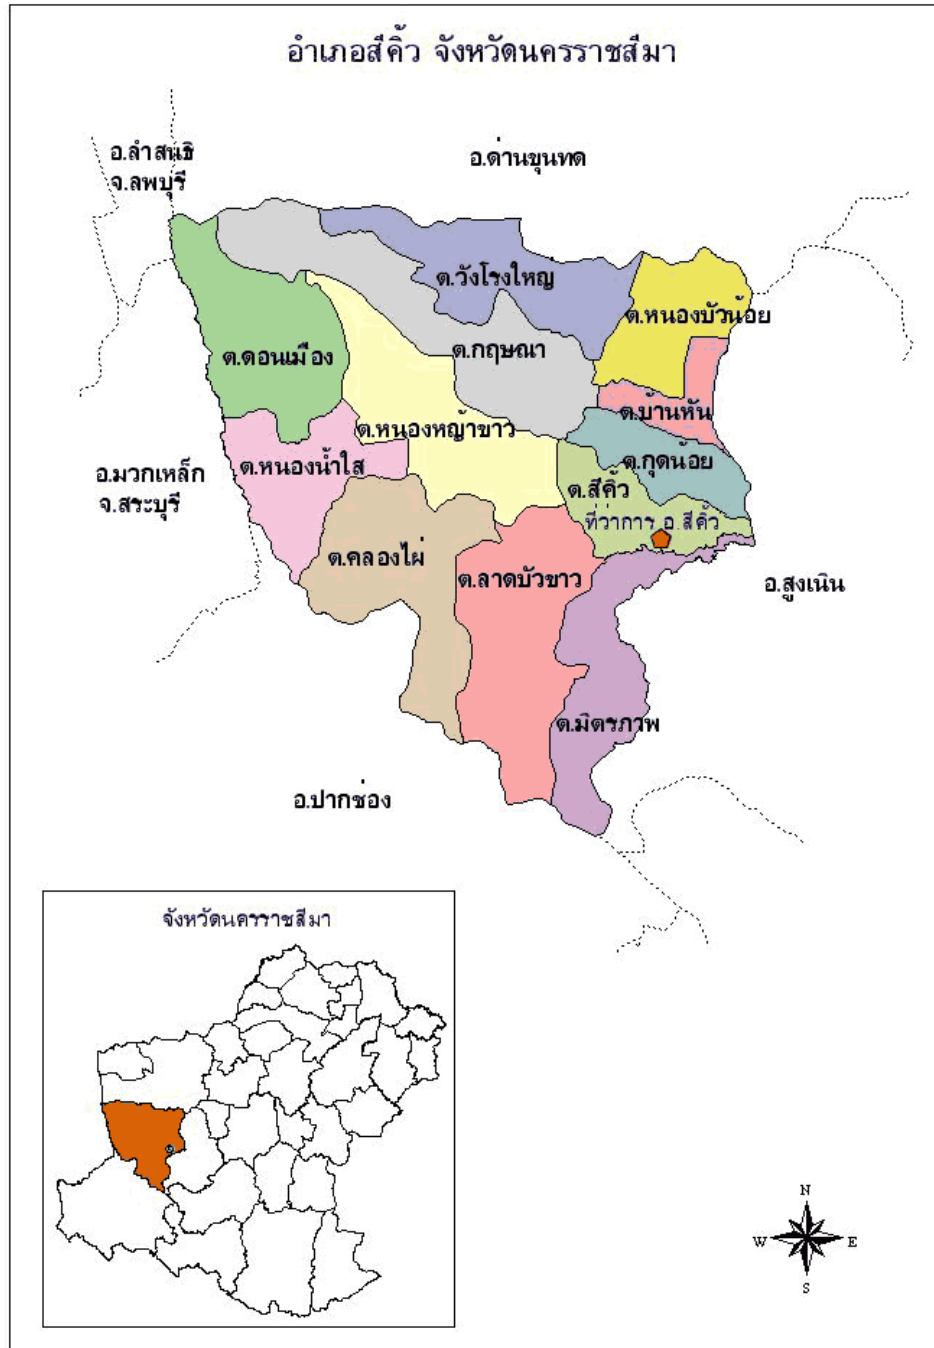 อำเภอสีคิ้ว จังหวัดนครราชสีมา
อ.ลำสนธิ
จ.ลพบุรี
อ.ด่านขุนทด
ต.วังโรงใหญ่
ต.หนองบัวน้อย
ต.ดอนเมือง
ต.กฤษณา
ต.บ้านหัน
ต.หนองหญ้าขาว
ต.หนองน้ำใส
ต.กุดน้อย
อ.มวกเหล็ก
จ.สระบุรี
ต.สีคิ้ว
ที่ว่าการ อ.สีคิ้ว
ต.คลองไผ่
ต.ลาดบัวขาว
อ.สูงเนิน
ต.มิตรภาพ
อ.ปากช่อง
จังหวัดนครราชสีมา
N
W E
S